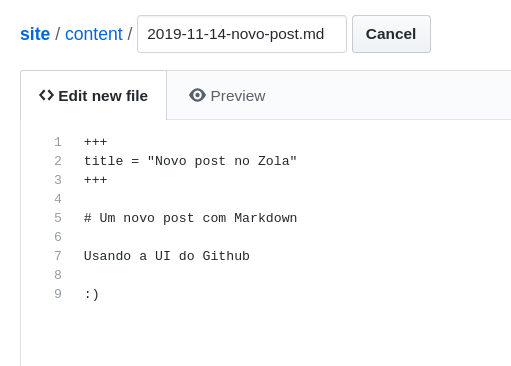 site / content / 2019-11-14-novo-post.md Cancel
<> Edit new file Preview
1 +++
2 title = "Novo post no Zola"
3 +++
4
5 # Um novo post com Markdown
6
7 Usando a UI do Github
8
9 :)